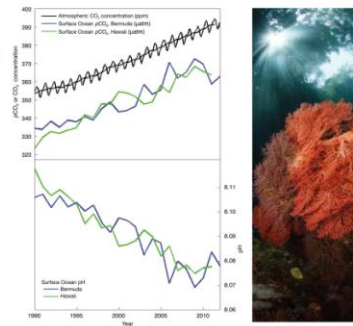 Atmospheric CO₂ concentration (ppm)
Surface Ocean pCO₂, Bermuda (μatm)
Surface Ocean pCO₂, Hawaii (μatm)
400
390
380
370
360
350
340
330
320
pCO₂ or CO₂ concentration
8.11
8.10
8.09
8.08
8.07
8.06
pH
Surface Ocean pH
Bermuda
Hawaii
1990
1995
2000
2005
2010
Year